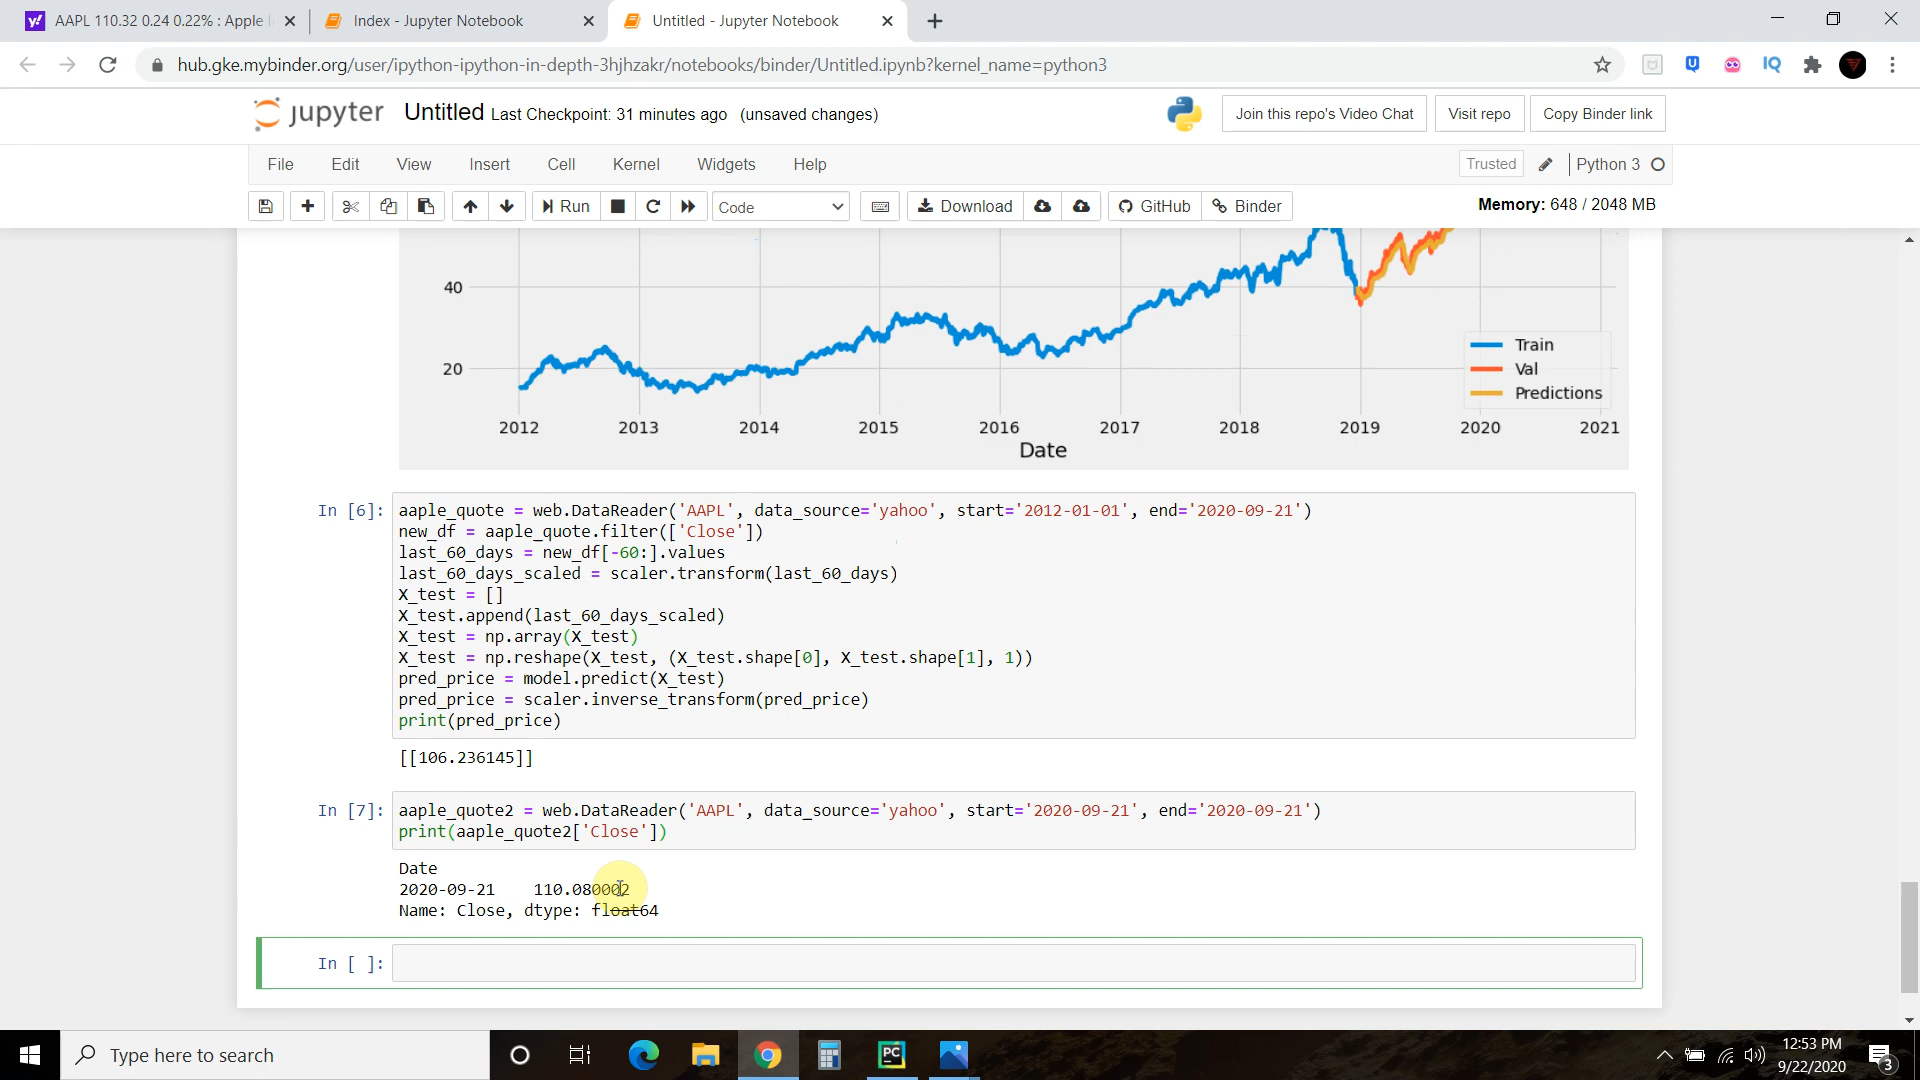 AAPL 110.32 0.24 0.22% : Apple I
Index - Jupyter Notebook
Untitled - Jupyter Notebook
hub.gke.mybinder.org/user/ipython-ipython-in-depth-3hjhzakr/notebooks/binder/Untitled.ipynb?kernel_name=python3
jupyter Untitled Last Checkpoint: 31 minutes ago (unsaved changes)
Join this repo's Video Chat
Visit repo
Copy Binder link
File Edit View Insert Cell Kernel Widgets Help
Trusted
Python 3
Run
Code
Download
GitHub
Binder
Memory: 648 / 2048 MB
40
20
Train
Val
Predictions
2012 2013 2014 2015 2016 2017 2018 2019 2020 2021
Date
In [6]: aaple_quote = web.DataReader('AAPL', data_source='yahoo', start='2012-01-01', end='2020-09-21')
new_df = aaple_quote.filter(['Close'])
last_60_days = new_df[-60:].values
last_60_days_scaled = scaler.transform(last_60_days)
X_test = []
X_test.append(last_60_days_scaled)
X_test = np.array(X_test)
X_test = np.reshape(X_test, (X_test.shape[0], X_test.shape[1], 1))
pred_price = model.predict(X_test)
pred_price = scaler.inverse_transform(pred_price)
print(pred_price)
[[106.236145]]
In [7]: aaple_quote2 = web.DataReader('AAPL', data_source='yahoo', start='2020-09-21', end='2020-09-21')
print(aaple_quote2['Close'])
Date
2020-09-21    110.080002
Name: Close, dtype: float64
In [ ]:
Type here to search
12:53 PM
9/22/2020
3